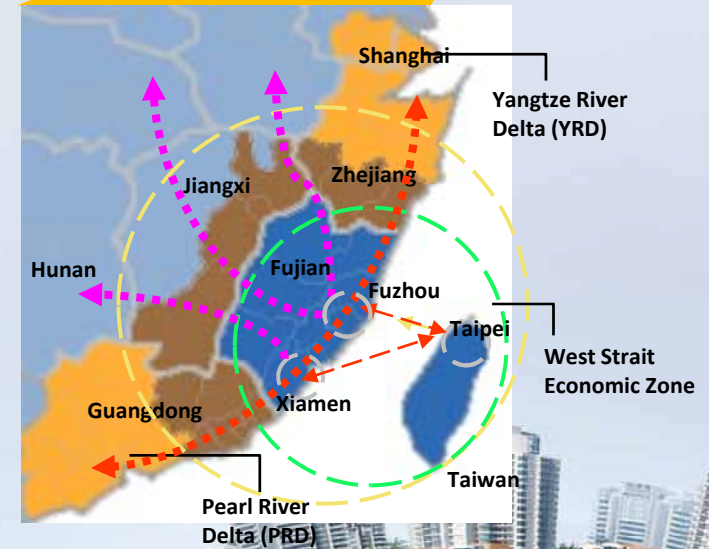 Shanghai
Yangtze River
Delta (YRD)
Zhejiang
Jiangxi
Hunan
Fujian
Fuzhou
Taipei
West Strait
Economic Zone
Guangdong
Xiamen
Taiwan
Pearl River
Delta (PRD)